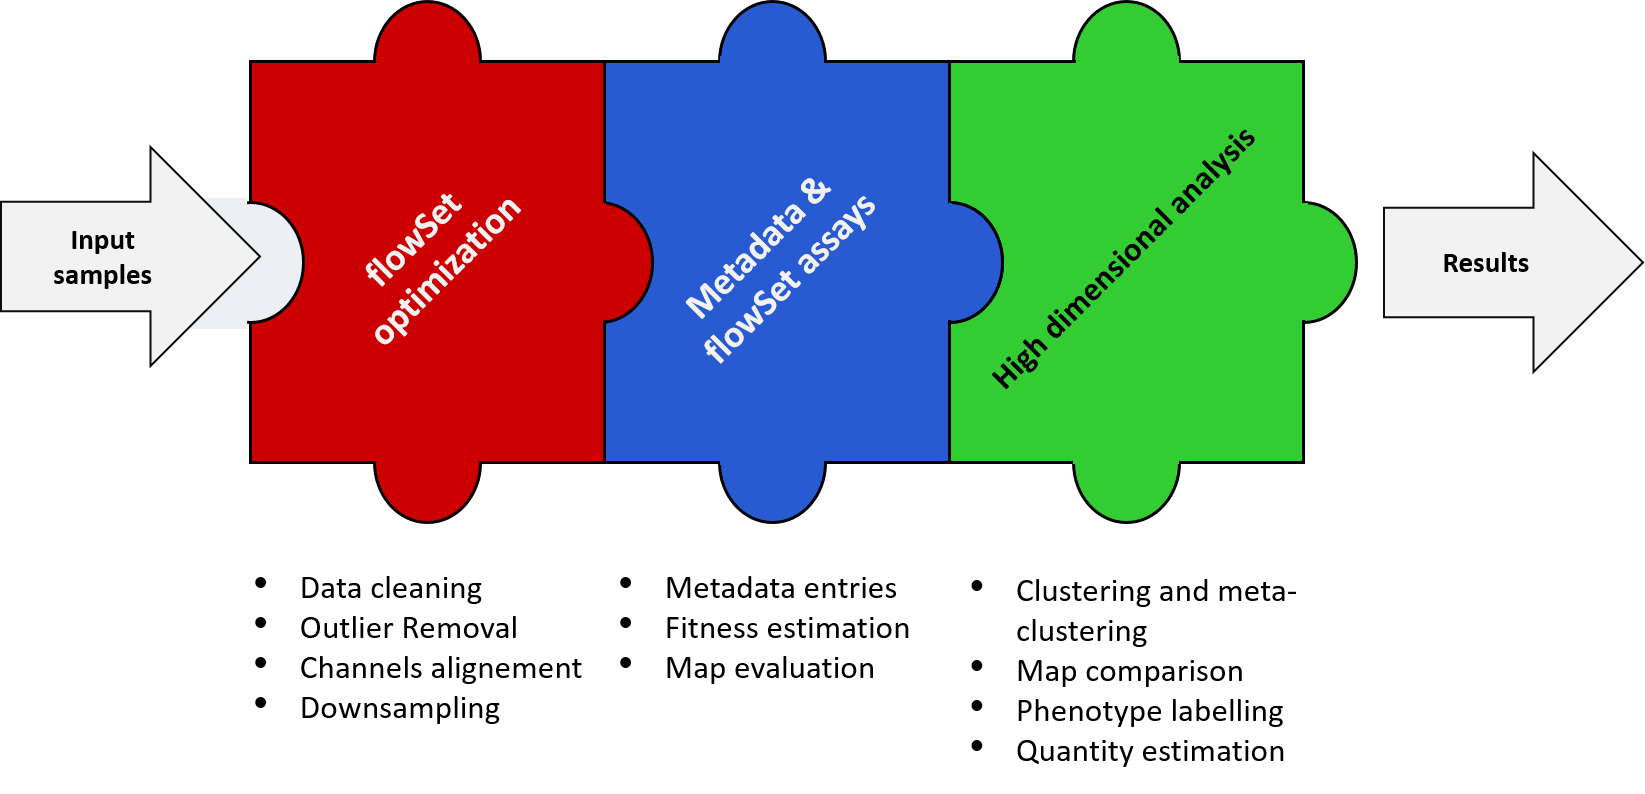 Input
samples
flowSet
optimization
Metadata &
flowSet assays
High dimensional analysis
Results
• Data cleaning
• Outlier Removal
• Channels alignement
• Downsampling
• Metadata entries
• Fitness estimation
• Map evaluation
• Clustering and meta-
clustering
• Map comparison
• Phenotype labelling
• Quantity estimation